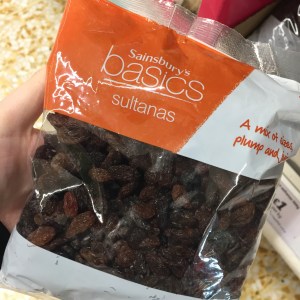 Sainsbury's
basics
sultanas
A mix of
plump and